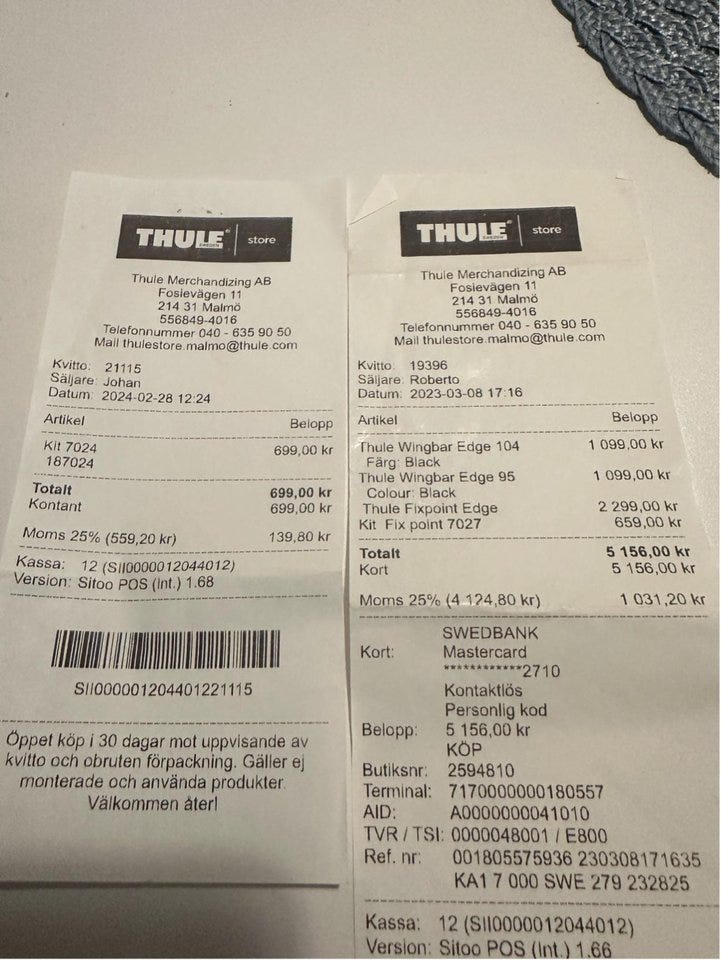 THULE SWEDEN store
Thule Merchandizing AB
Fosievägen 11
214 31 Malmö
556849-4016
Telefonnummer 040 - 635 90 50
Mail thulestore.malmo@thule.com
Kvitto: 21115
Säljare: Johan
Datum: 2024-02-28 12:24
Artikel Belopp
Kit 7024 699,00 kr
187024
Totalt 699,00 kr
Kontant 699,00 kr
Moms 25% (559,20 kr) 139,80 kr
Kassa: 12 (SII0000012044012)
Version: Sitoo POS (Int.) 1.68
SII000001204401221115
Öppet köp i 30 dagar mot uppvisande av
kvitto och obruten förpackning. Gäller ej
monterade och använda produkter.
Välkommen åter!
THULE SWEDEN store
Thule Merchandizing AB
Fosievägen 11
214 31 Malmö
556849-4016
Telefonnummer 040 - 635 90 50
Mail thulestore.malmo@thule.com
Kvitto: 19396
Säljare: Roberto
Datum: 2023-03-08 17:16
Artikel Belopp
Thule Wingbar Edge 104 1 099,00 kr
Färg: Black
Thule Wingbar Edge 95 1 099,00 kr
Colour: Black
Thule Fixpoint Edge 2 299,00 kr
Kit Fix point 7027 659,00 kr
Totalt 5 156,00 kr
Kort 5 156,00 kr
Moms 25% (4 124,80 kr) 1 031,20 kr
SWEDBANK
Kort: Mastercard
************2710
Kontaktlös
Personlig kod
Belopp: 5 156,00 kr
KÖP
Butiksnr: 2594810
Terminal: 7170000000180557
AID: A0000000041010
TVR / TSI: 0000048001 / E800
Ref. nr: 001805575936 230308171635
KA1 7 000 SWE 279 232825
Kassa: 12 (SII0000012044012)
Version: Sitoo POS (Int.) 1.66